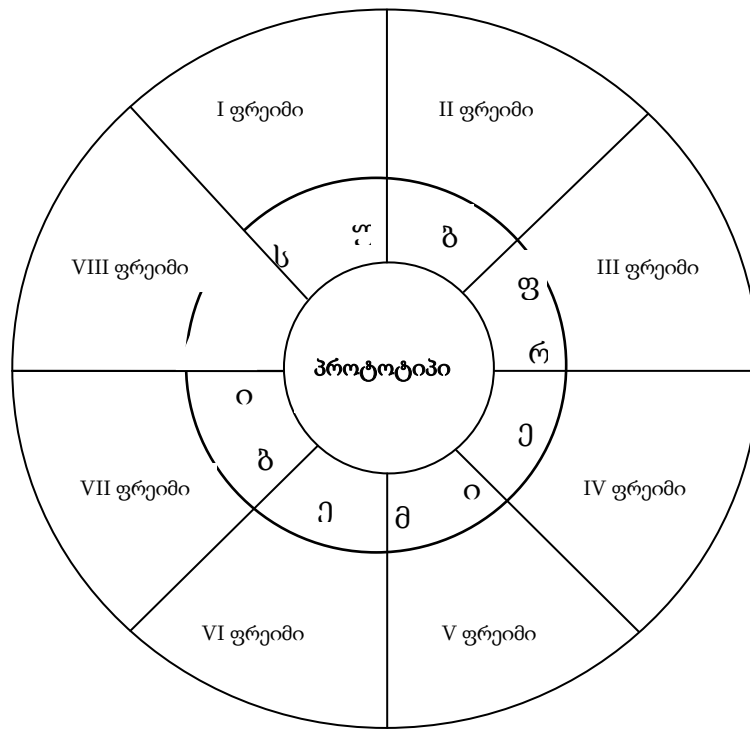 I ფრეიმი
II ფრეიმი
VIII ფრეიმი
III ფრეიმი
პროტოტიპი
VII ფრეიმი
IV ფრეიმი
VI ფრეიმი
V ფრეიმი
ს
ბ
ფ
რ
ე
ი
მ
ე
ბ
ი